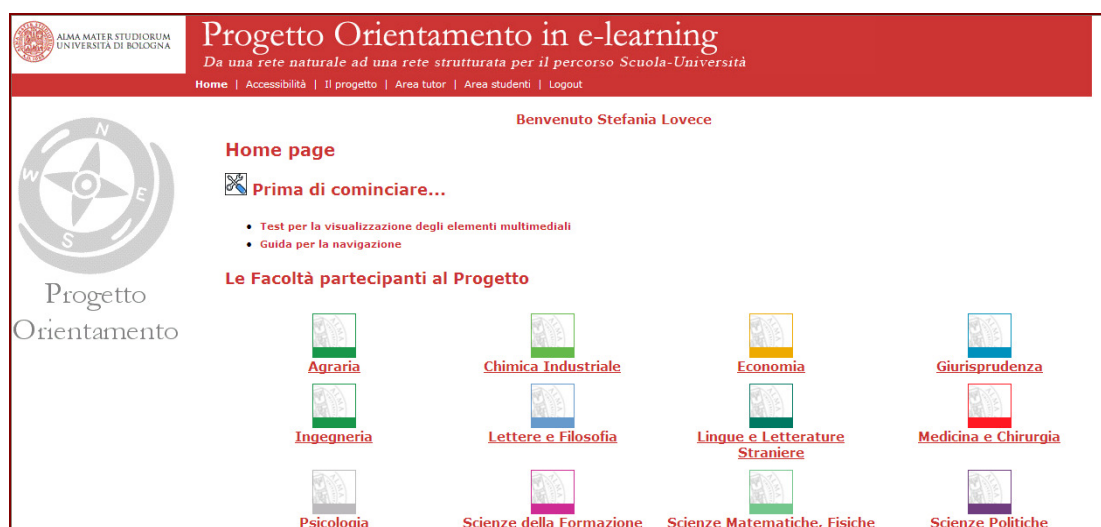 ALMA MATER STUDIORUM
UNIVERSITÀ DI BOLOGNA
Progetto Orientamento in e-learning
Da una rete naturale ad una rete strutturata per il percorso Scuola-Università
Home | Accessibilità | Il progetto | Area tutor | Area studenti | Logout
Benvenuto Stefania Lovece
N
W
E
S
Progetto
Orientamento
Home page
Prima di cominciare...
• Test per la visualizzazione degli elementi multimediali
• Guida per la navigazione
Le Facoltà partecipanti al Progetto
Agraria
Chimica Industriale
Economia
Giurisprudenza
Ingegneria
Lettere e Filosofia
Lingue e Letterature
Straniere
Medicina e Chirurgia
Psicologia
Scienze della Formazione
Scienze Matematiche, Fisiche
Scienze Politiche